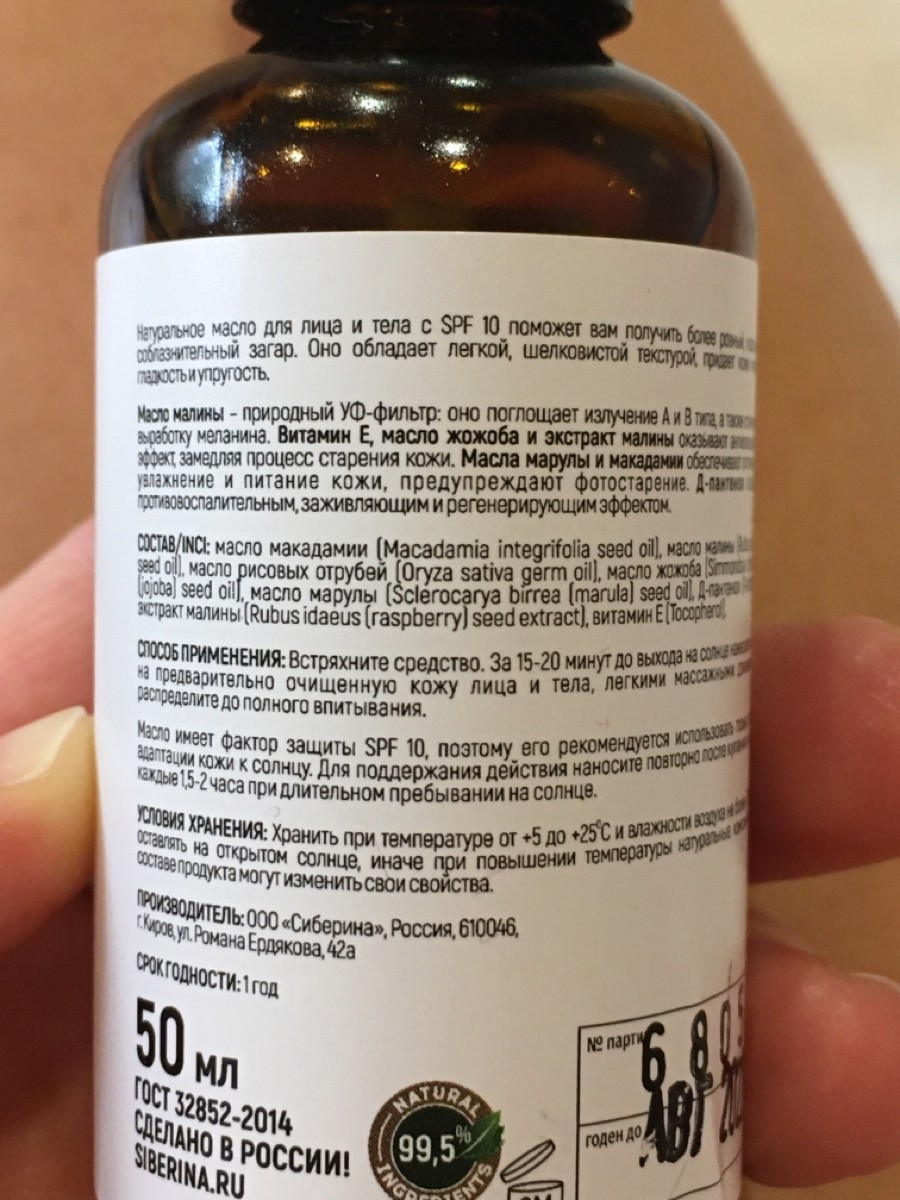 Натуральное масло для лица и тела с SPF 10 поможет вам получить более ровный,
соблазнительный загар. Оно обладает легкой, шелковистой текстурой, придает
гладкость и упругость.
Масло малины – природный УФ-фильтр: оно поглощает излучение А и В типа, а также
выработку меланина. Витамин Е, масло жожоба и экстракт малины оказывают
эффект, замедляя процесс старения кожи. Масла марулы и макадамии обеспечивают
увлажнение и питание кожи, предупреждают фотостарение. Д-пантенол
противовоспалительным, заживляющим и регенерирующим эффектом.
СОСТАВ/INCI: масло макадамии (Macadamia integrifolia seed oil), масло малины
seed oil), масло рисовых отрубей (Oryza sativa germ oil), масло жожоба
(jojoba) seed oil), масло марулы (Sclerocarya birrea (marula) seed oil), Д-пантенол
экстракт малины (Rubus idaeus (raspberry) seed extract), витамин Е (Tocopherol).
СПОСОБ ПРИМЕНЕНИЯ: Встряхните средство. За 15-20 минут до выхода на солнце
на предварительно очищенную кожу лица и тела, легкими массажными
распределите до полного впитывания.
Масло имеет фактор защиты SPF 10, поэтому его рекомендуется использовать
адаптации кожи к солнцу. Для поддержания действия наносите повторно после
каждые 1,5-2 часа при длительном пребывании на солнце.
УСЛОВИЯ ХРАНЕНИЯ: Хранить при температуре от +5 до +25°С и влажности воздуха не
оставлять на открытом солнце, иначе при повышении температуры натуральные
составе продукта могут изменить свои свойства.
ПРОИЗВОДИТЕЛЬ: ООО «Сиберина», Россия, 610046,
г. Киров, ул. Романа Ердякова, 42а
СРОК ГОДНОСТИ: 1 год
50 мл
ГОСТ 32852-2014
СДЕЛАНО В РОССИИ!
SIBERINA.RU
NATURAL
99,5%
INGREDIENTS
№ парти
6 8 0 5
годен до
АВГ